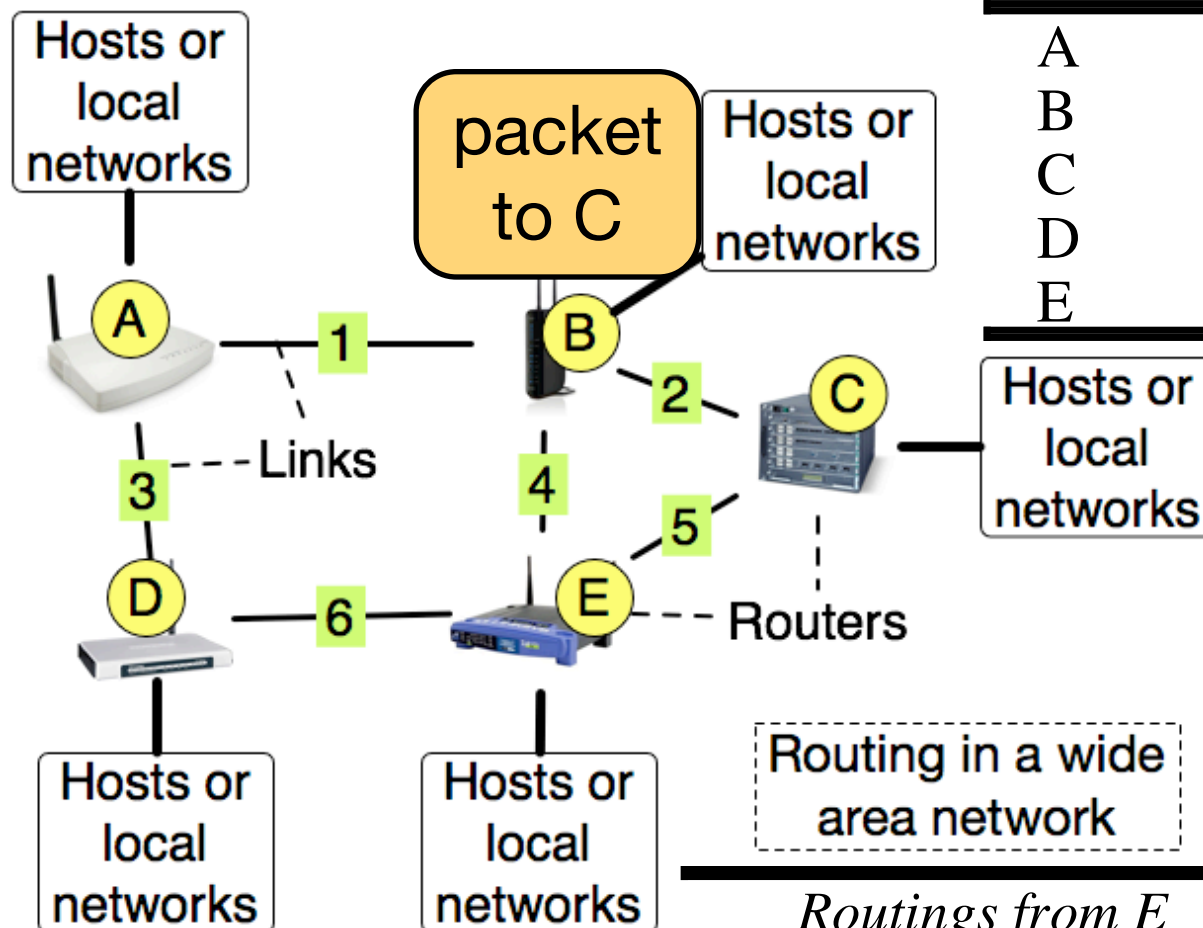 Hosts or
local
networks
packet
to C
Hosts or
local
networks
A
B
C
D
E
A
1
B
2
C
Hosts or
local
networks
Links
3
4
5
D
6
E
Routers
Hosts or
local
networks
Hosts or
local
networks
Routing in a wide
area network
Routings from E